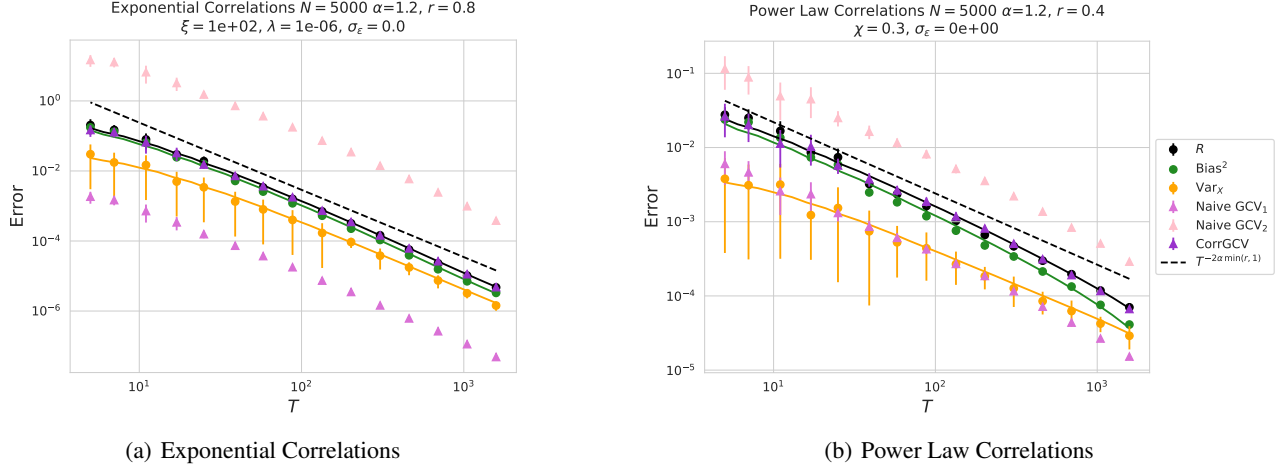 Exponential Correlations N = 5000 α=1.2, r = 0.8
ξ = 1e+02, λ = 1e-06, σ_ε = 0.0
10^0
10^{-2}
10^{-4}
10^{-6}
Error
10^1
10^2
10^3
T
(a) Exponential Correlations
Power Law Correlations N = 5000 α=1.2, r = 0.4
χ = 0.3, σ_ε = 0e+00
10^{-1}
10^{-2}
10^{-3}
10^{-4}
10^{-5}
Error
10^1
10^2
10^3
T
(b) Power Law Correlations
R
Bias^2
Var_X
Naive GCV_1
Naive GCV_2
CorrGCV
T^{-2α min(r, 1)}